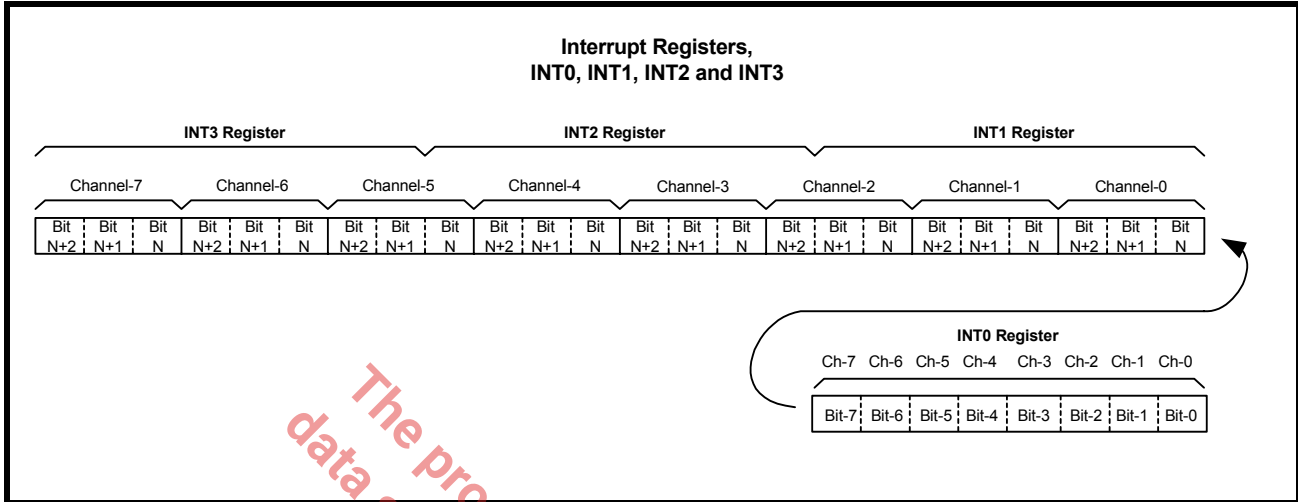 Interrupt Registers,
INT0, INT1, INT2 and INT3
INT3 Register INT2 Register INT1 Register
Channel-7 Channel-6 Channel-5 Channel-4 Channel-3 Channel-2 Channel-1 Channel-0
Bit Bit Bit Bit Bit Bit Bit Bit Bit Bit Bit Bit Bit Bit Bit Bit Bit Bit Bit Bit Bit Bit Bit Bit
N+2 N+1 N N+2 N+1 N N+2 N+1 N N+2 N+1 N N+2 N+1 N N+2 N+1 N N+2 N+1 N N+2 N+1 N
INT0 Register
Ch-7 Ch-6 Ch-5 Ch-4 Ch-3 Ch-2 Ch-1 Ch-0
Bit-7 Bit-6 Bit-5 Bit-4 Bit-3 Bit-2 Bit-1 Bit-0
The pro
data